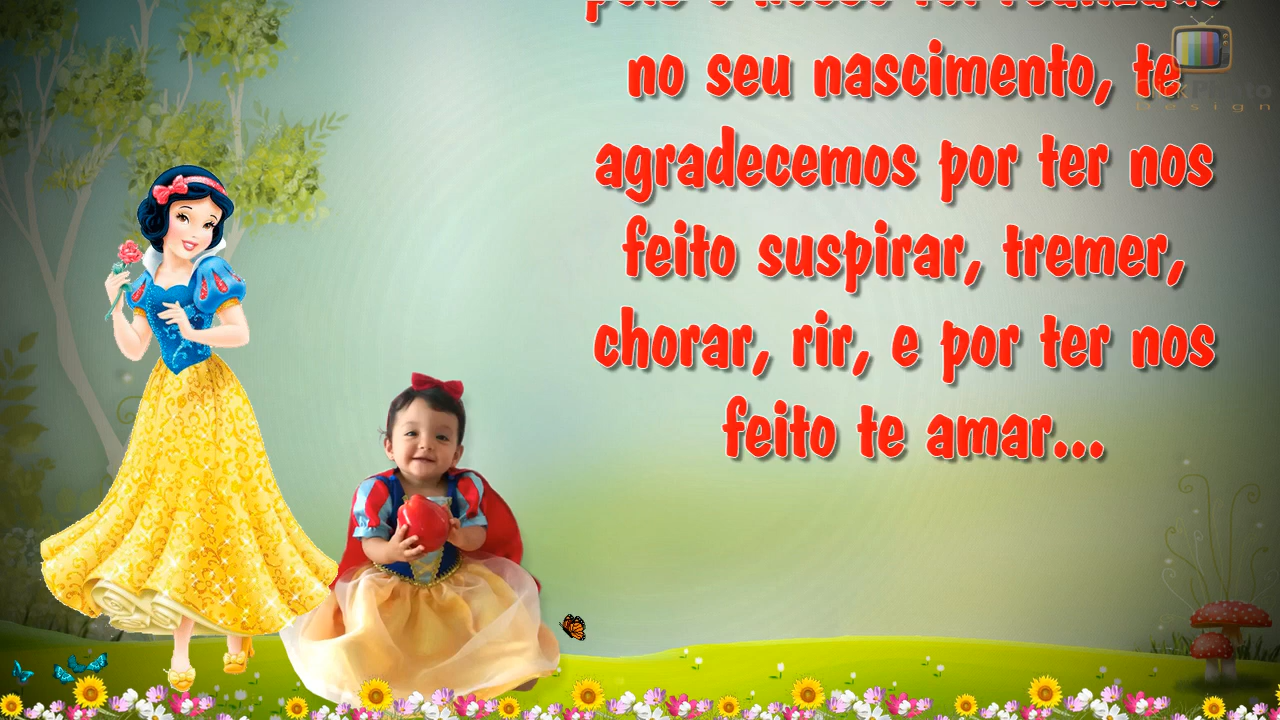 no seu nascimento, te
agradecemos por ter nos
feito suspirar, tremer,
chorar, rir, e por ter nos
feito te amar...
Design